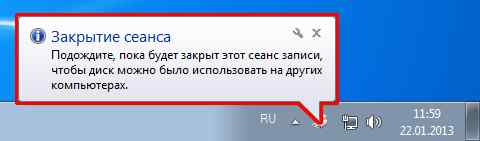 Закрытие сеанса
Подождите, пока будет закрыт этот сеанс записи,
чтобы диск можно было использовать на других
компьютерах.
RU
11:59
22.01.2013